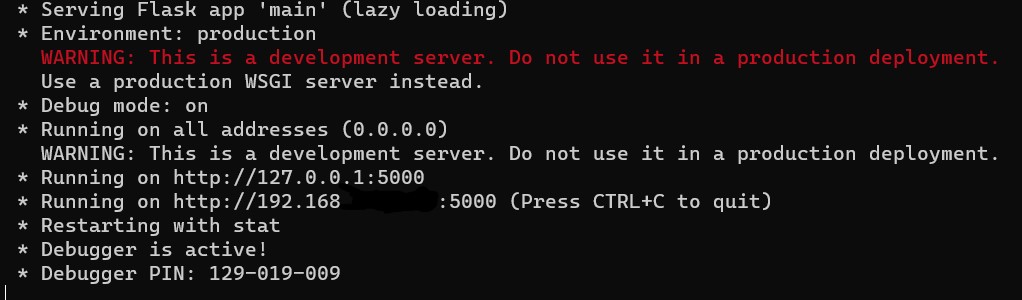 * Serving Flask app 'main' (lazy loading)
* Environment: production
WARNING: This is a development server. Do not use it in a production deployment.
Use a production WSGI server instead.
* Debug mode: on
* Running on all addresses (0.0.0.0)
WARNING: This is a development server. Do not use it in a production deployment.
* Running on http://127.0.0.1:5000
* Running on http://192.168 :5000 (Press CTRL+C to quit)
* Restarting with stat
* Debugger is active!
* Debugger PIN: 129-019-009